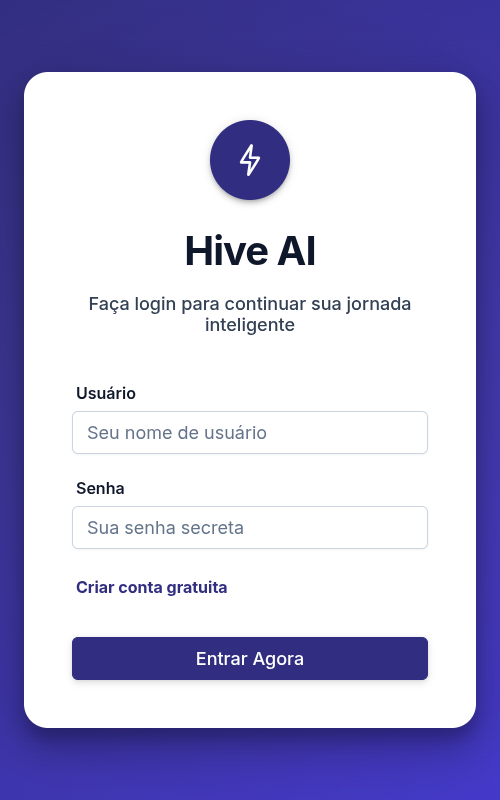 Hive AI
Faça login para continuar sua jornada
inteligente
Usuário
Seu nome de usuário
Senha
Sua senha secreta
Criar conta gratuita
Entrar Agora